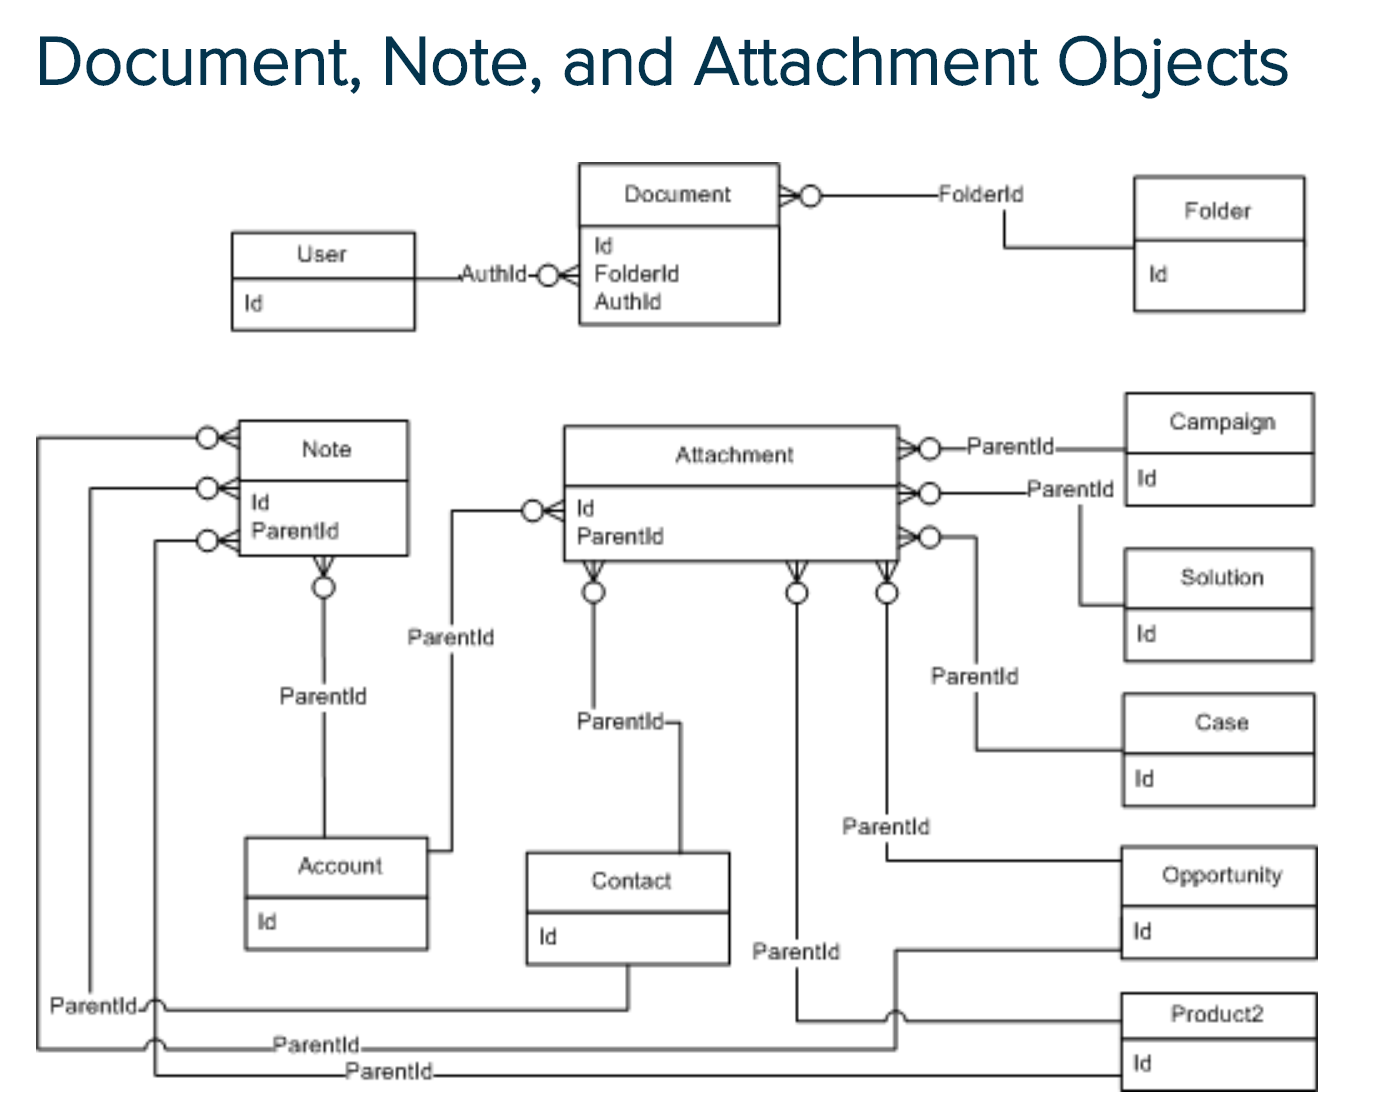 Document, Note, and Attachment Objects
Document
Id
FolderId
AuthId
FolderId
Folder
Id
User
Id
AuthId
Note
Id
ParentId
Attachment
Id
ParentId
ParentId
Campaign
Id
ParentId
Solution
Id
ParentId
ParentId
ParentId
ParentId
Case
Id
ParentId
Account
Id
Contact
Id
Opportunity
Id
ParentId
ParentId
ParentId
ParentId
Product2
Id